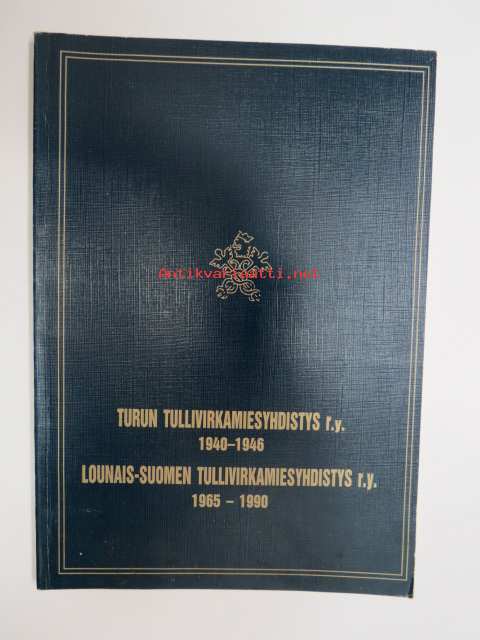 Antikvariaatti.net
TURUN TULLIVIRKAMIESYHDISTYS r.y.
1940–1946
LOUNAIS-SUOMEN TULLIVIRKAMIESYHDISTYS r.y.
1965 – 1990